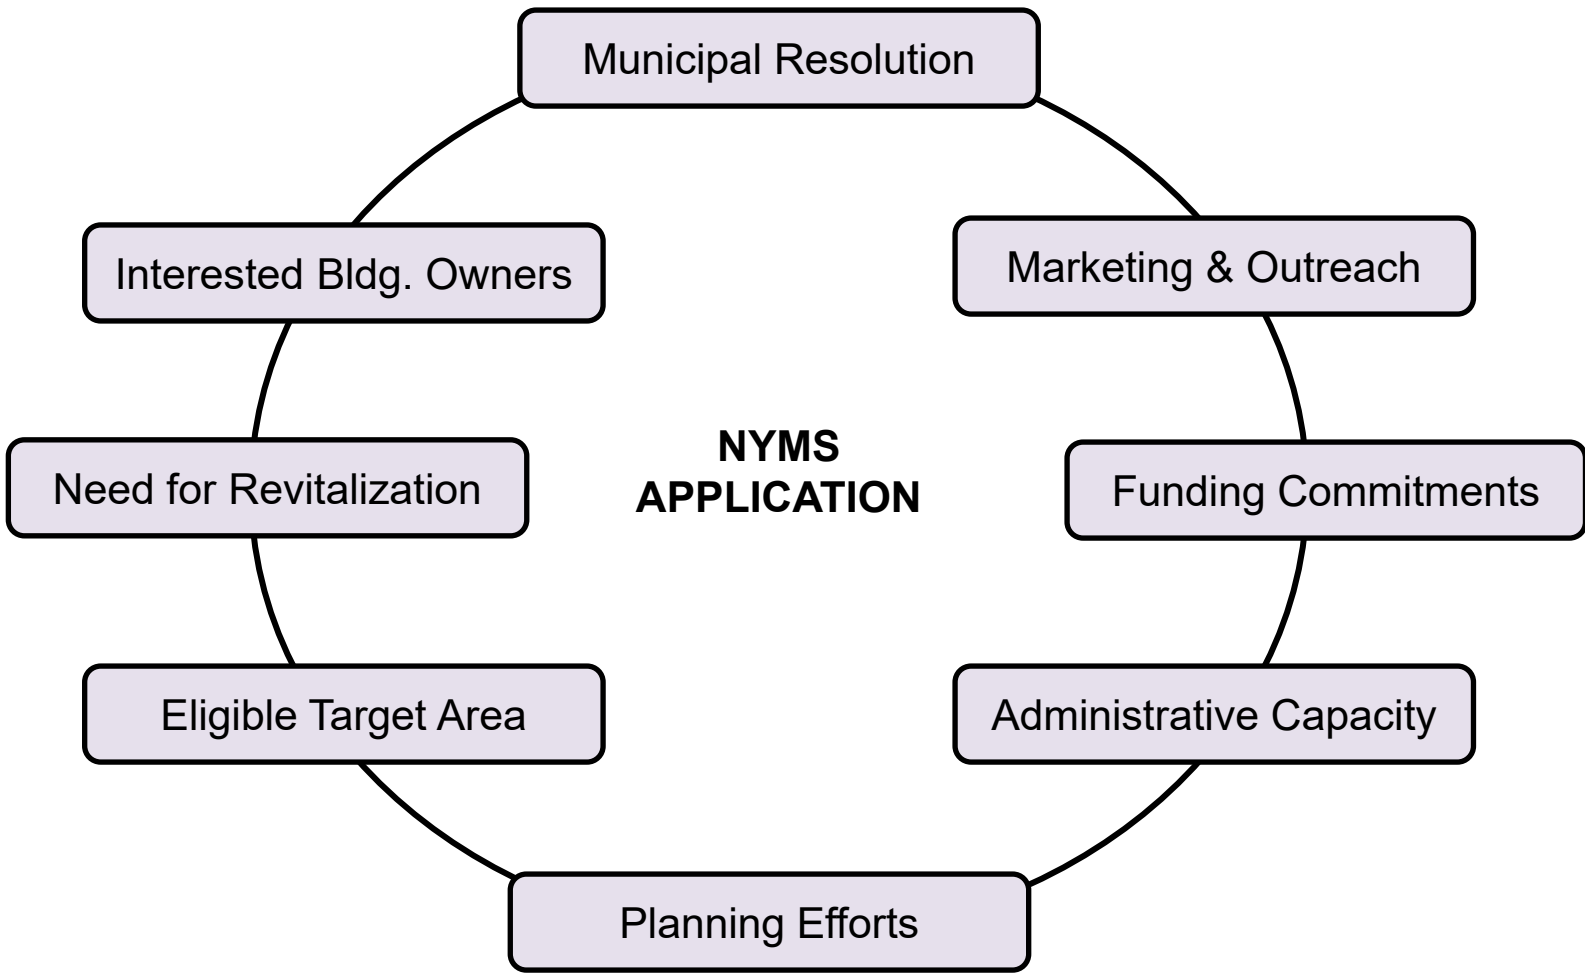 Municipal Resolution
Interested Bldg. Owners
Marketing & Outreach
Need for Revitalization
NYMS
APPLICATION
Funding Commitments
Eligible Target Area
Administrative Capacity
Planning Efforts